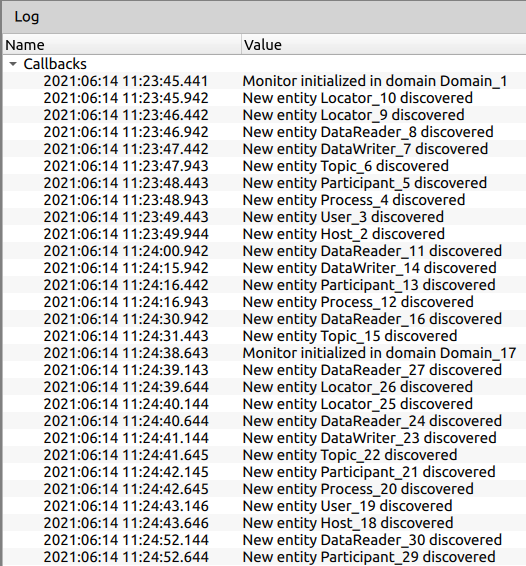 Log
Name Value
Callbacks
2021:06:14 11:23:45.441 Monitor initialized in domain Domain_1
2021:06:14 11:23:45.942 New entity Locator_10 discovered
2021:06:14 11:23:46.442 New entity Locator_9 discovered
2021:06:14 11:23:46.942 New entity DataReader_8 discovered
2021:06:14 11:23:47.442 New entity DataWriter_7 discovered
2021:06:14 11:23:47.943 New entity Topic_6 discovered
2021:06:14 11:23:48.443 New entity Participant_5 discovered
2021:06:14 11:23:48.943 New entity Process_4 discovered
2021:06:14 11:23:49.443 New entity User_3 discovered
2021:06:14 11:23:49.944 New entity Host_2 discovered
2021:06:14 11:24:00.942 New entity DataReader_11 discovered
2021:06:14 11:24:15.942 New entity DataWriter_14 discovered
2021:06:14 11:24:16.442 New entity Participant_13 discovered
2021:06:14 11:24:16.943 New entity Process_12 discovered
2021:06:14 11:24:30.942 New entity DataReader_16 discovered
2021:06:14 11:24:31.443 New entity Topic_15 discovered
2021:06:14 11:24:38.643 Monitor initialized in domain Domain_17
2021:06:14 11:24:39.143 New entity DataReader_27 discovered
2021:06:14 11:24:39.644 New entity Locator_26 discovered
2021:06:14 11:24:40.144 New entity Locator_25 discovered
2021:06:14 11:24:40.644 New entity DataReader_24 discovered
2021:06:14 11:24:41.144 New entity DataWriter_23 discovered
2021:06:14 11:24:41.645 New entity Topic_22 discovered
2021:06:14 11:24:42.145 New entity Participant_21 discovered
2021:06:14 11:24:42.645 New entity Process_20 discovered
2021:06:14 11:24:43.146 New entity User_19 discovered
2021:06:14 11:24:43.646 New entity Host_18 discovered
2021:06:14 11:24:52.144 New entity DataReader_30 discovered
2021:06:14 11:24:52.644 New entity Participant_29 discovered